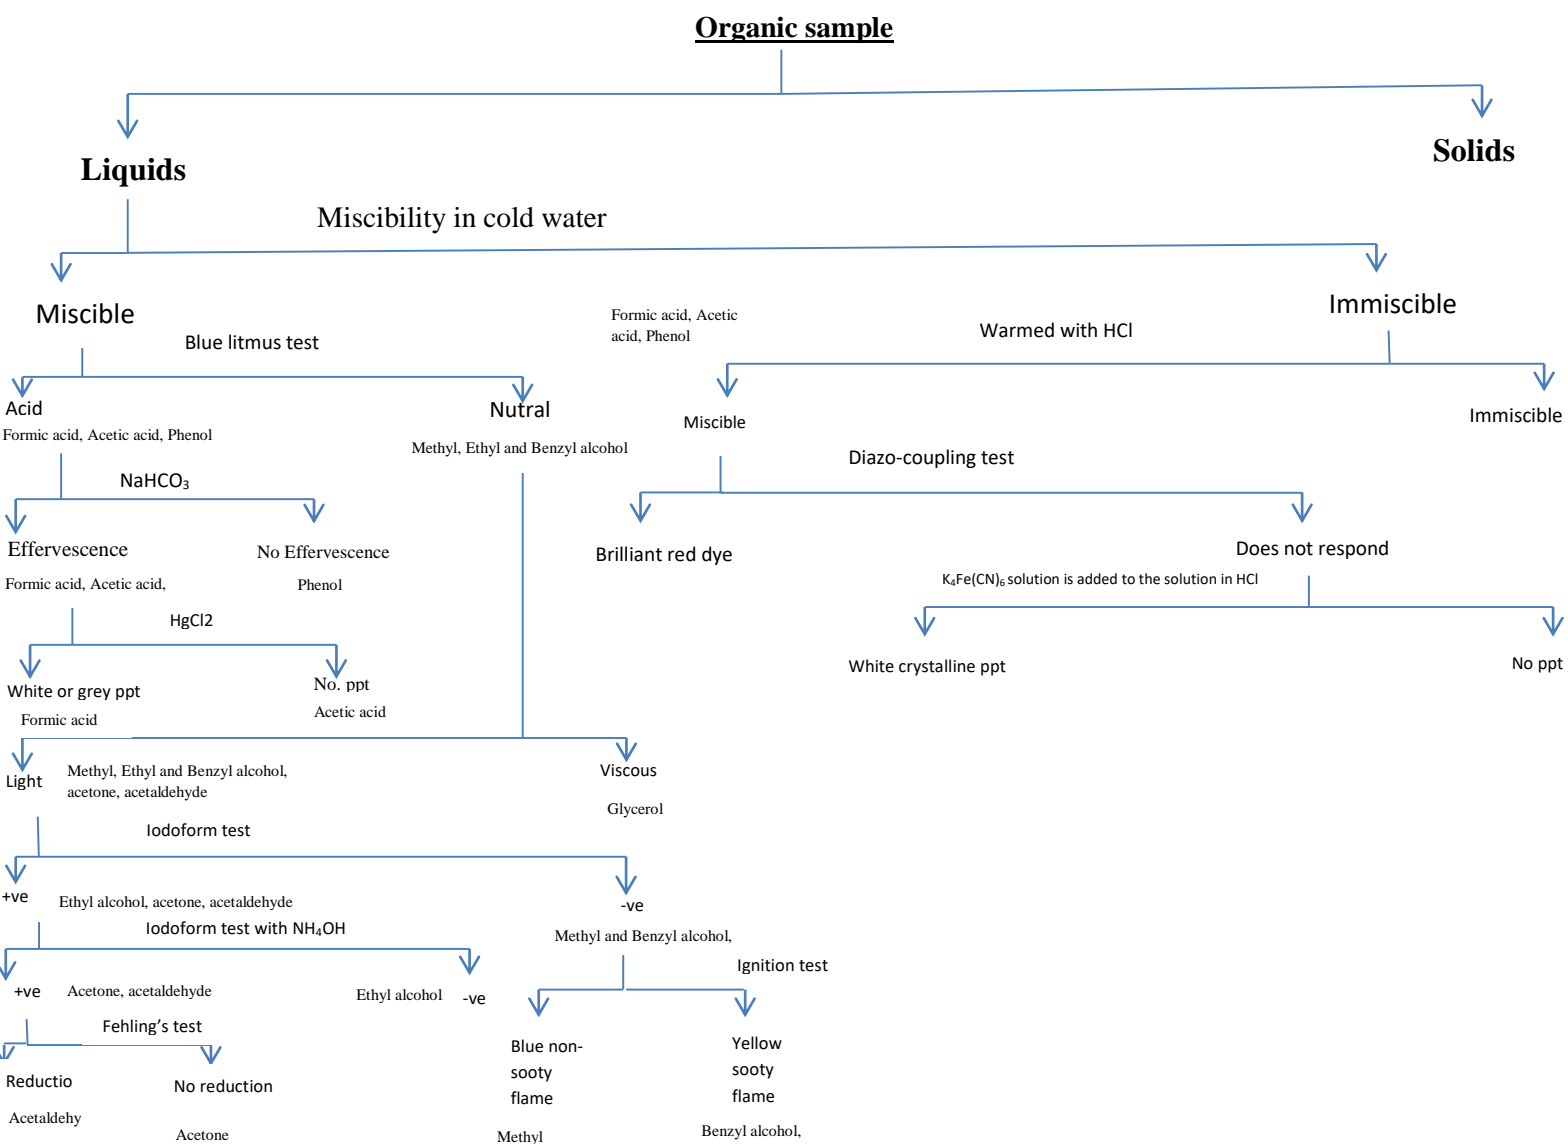 Organic sample
Liquids
Solids
Miscibility in cold water
Miscible
Immiscible
Blue litmus test
Formic acid, Acetic
acid, Phenol
Warmed with HCl
Acid
Nutral
Miscible
Immiscible
Formic acid, Acetic acid, Phenol
Methyl, Ethyl and Benzyl alcohol
Diazo-coupling test
NaHCO₃
Effervescence
No Effervescence
Brilliant red dye
Does not respond
Formic acid, Acetic acid,
Phenol
K₄Fe(CN)₆ solution is added to the solution in HCl
HgCl2
White or grey ppt
No. ppt
White crystalline ppt
No ppt
Formic acid
Acetic acid
Light
Methyl, Ethyl and Benzyl alcohol,
acetone, acetaldehyde
Viscous
Glycerol
Iodoform test
+ve
Ethyl alcohol, acetone, acetaldehyde
-ve
Iodoform test with NH₄OH
Methyl and Benzyl alcohol,
Ignition test
+ve
Acetone, acetaldehyde
Ethyl alcohol
-ve
Fehling’s test
Blue non-
sooty
flame
Yellow
sooty
flame
Reductio
No reduction
Acetaldehy
Acetone
Methyl
Benzyl alcohol,